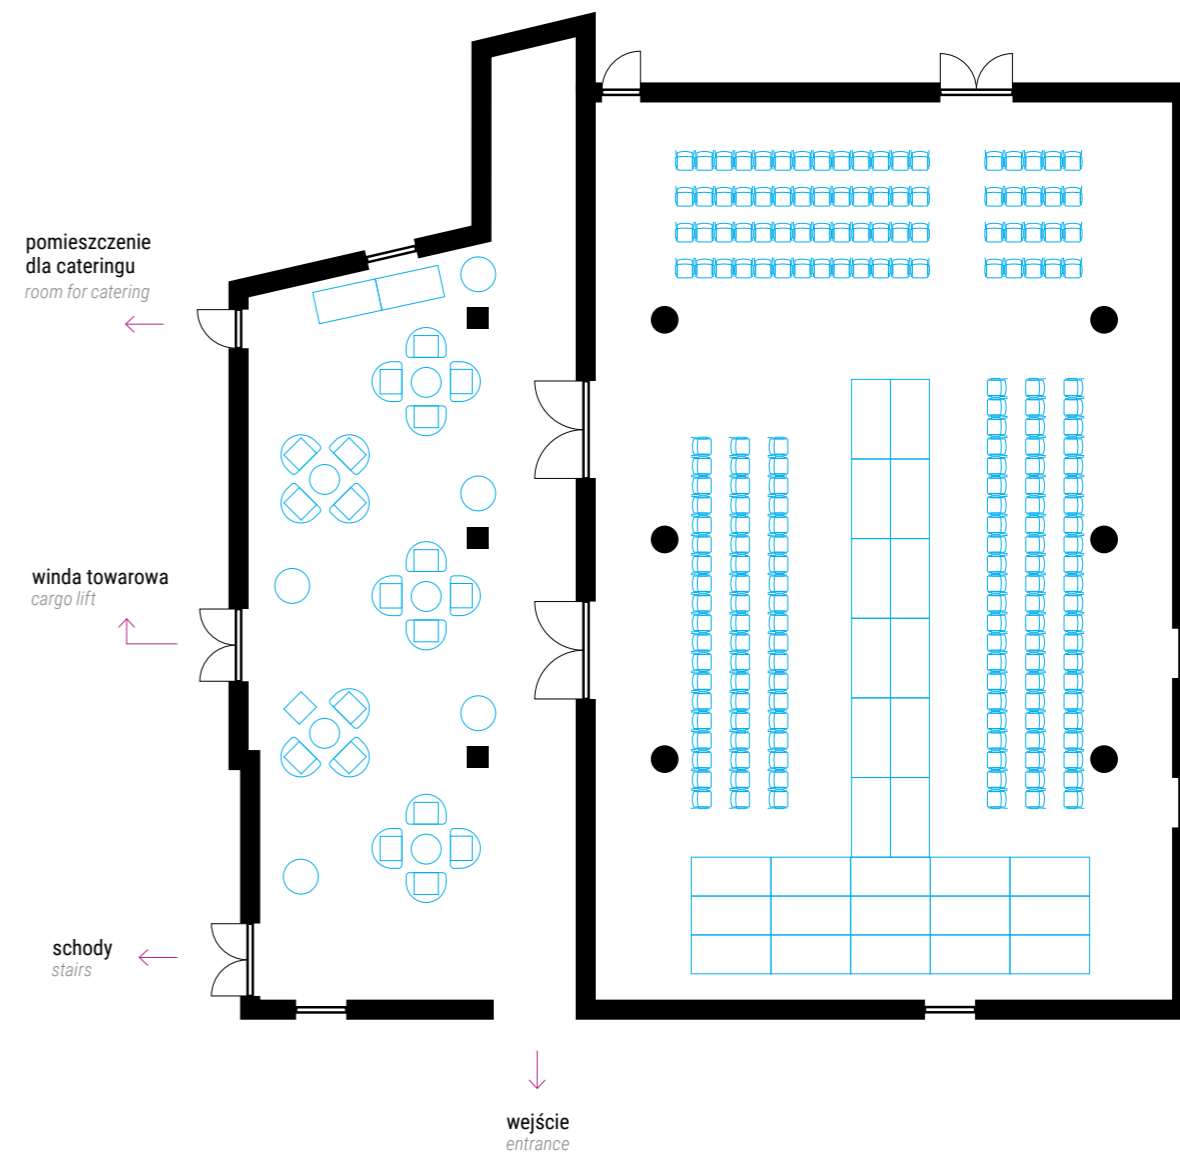 pomieszczenie
dla cateringu
room for catering
winda towarowa
cargo lift
schody
stairs
wejście
entrance